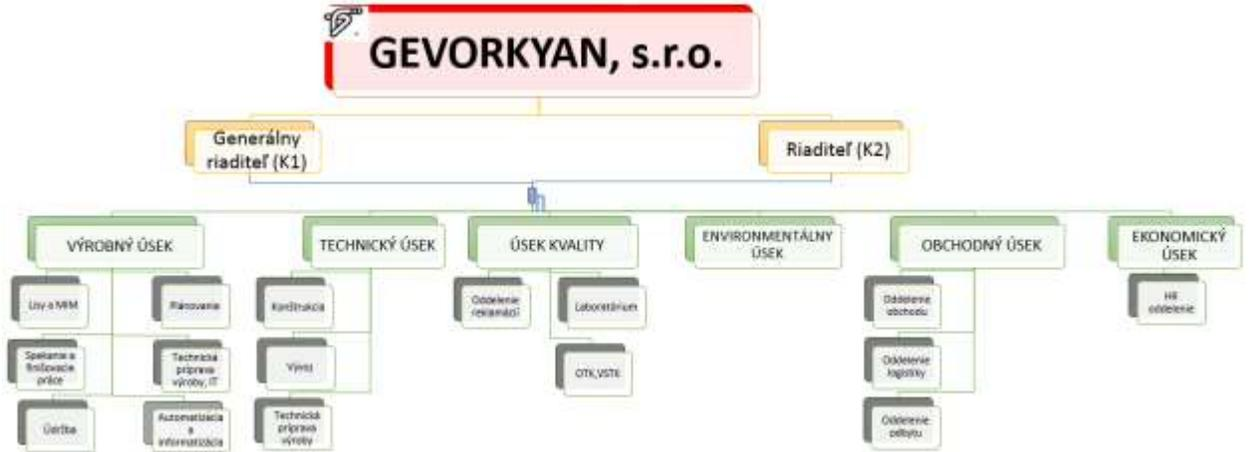 GEVORKYAN, s.r.o.
Generálny
riaditeľ (K1)
Riaditeľ (K2)
VÝROBNÝ ÚSEK
TECHNICKÝ ÚSEK
ÚSEK KVALITY
ENVIRONMENTÁLNY
ÚSEK
OBCHODNÝ ÚSEK
EKONOMICKÝ
ÚSEK
Lisy a MIM
Plánovanie
Spekanie a
finišovacie
práce
Technická
príprava
výroby, IT
Údržba
Automatizácia
a
informatizácia
Konštrukcia
Vývoj
Technická
príprava
výroby
Oddelenie
reklamácií
Laboratórium
OTK,VSTK
Oddelenie
obchodu
Oddelenie
logistiky
Oddelenie
odbytu
HR
oddelenie